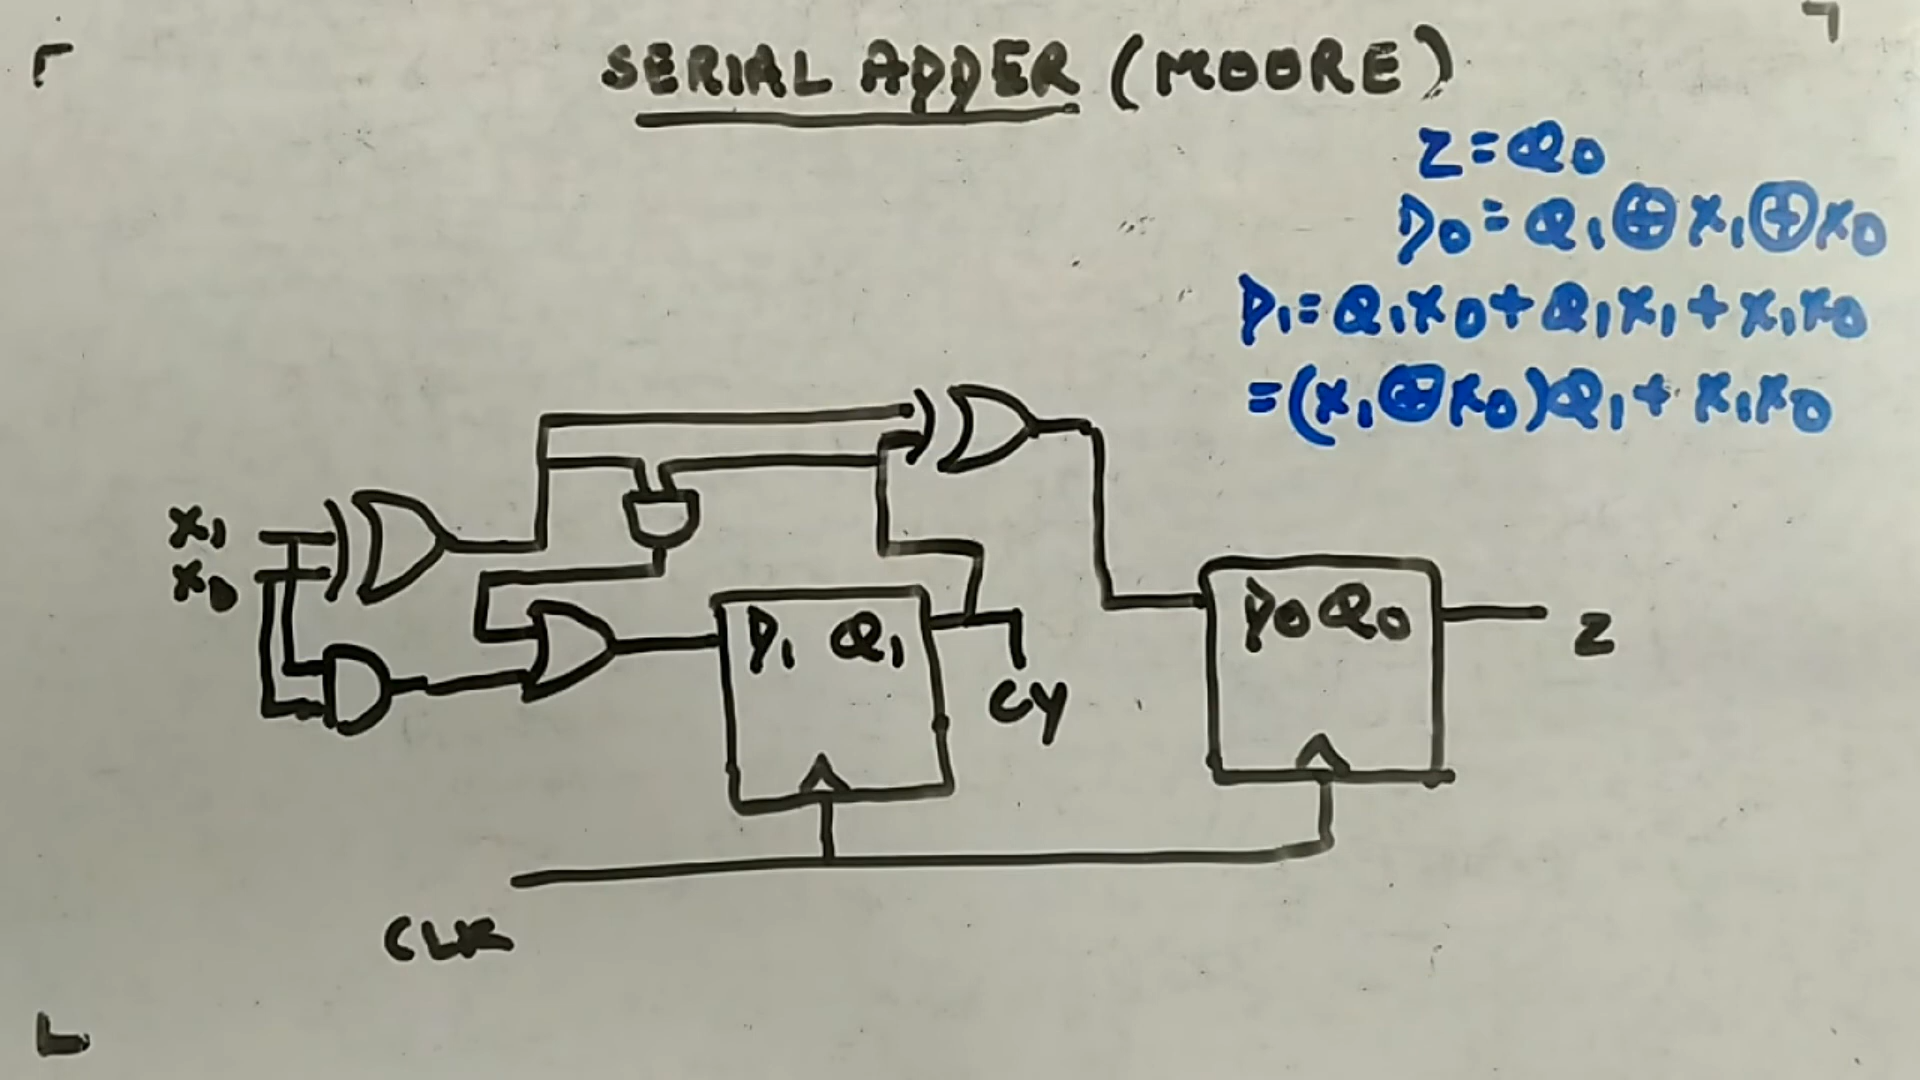 SERIAL ADDER (MOORE)
Z = Q0
D0 = Q1 ⊕ X1 ⊕ X0
D1 = Q1X0 + Q1X1 + X1X0
= (X1 ⊕ X0)Q1 + X1X0
X1
X0
D1 Q1
CY
D0 Q0
Z
CLK